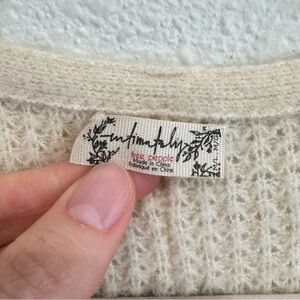 intimately
free people
Made in China
Fabriqué en Chine